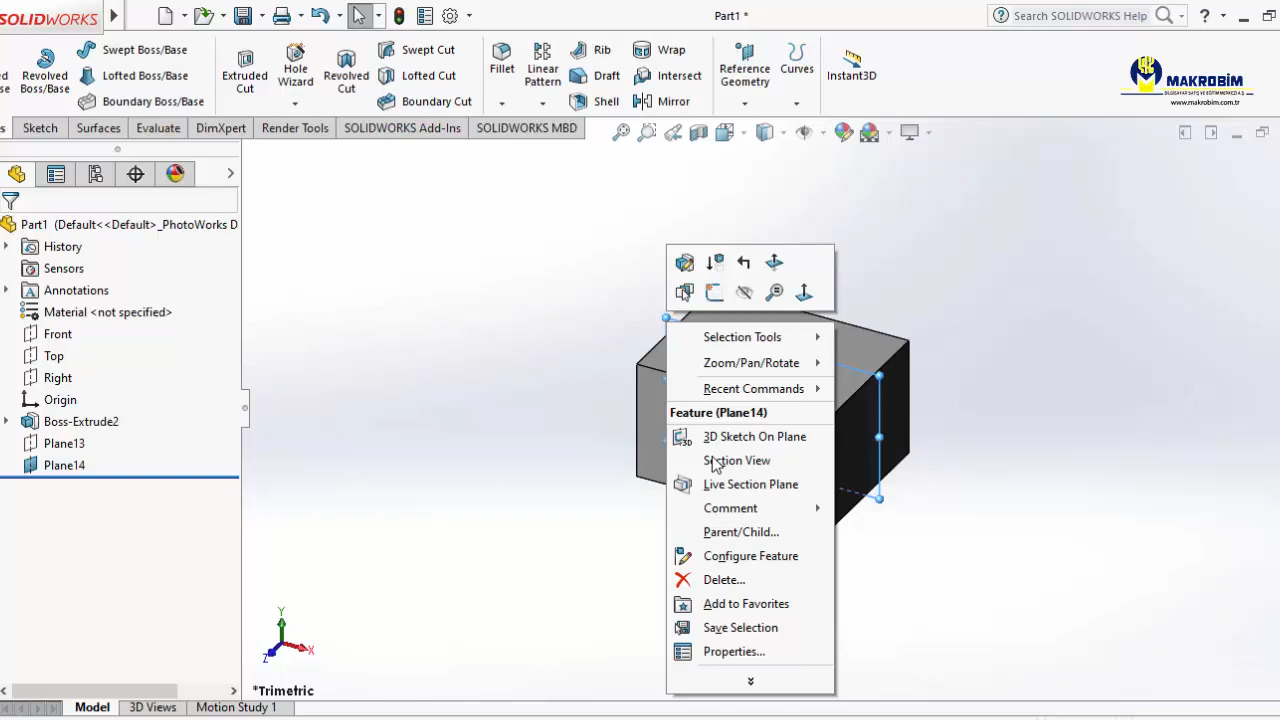 SOLIDWORKS
Part1 *
Search SOLIDWORKS Help
Revolved Boss/Base
Swept Boss/Base
Lofted Boss/Base
Boundary Boss/Base
Extruded Cut
Hole Wizard
Revolved Cut
Swept Cut
Lofted Cut
Boundary Cut
Fillet
Linear Pattern
Rib
Draft
Shell
Wrap
Intersect
Mirror
Reference Geometry
Curves
Instant3D
MAKROBİM
www.makrobim.com.tr
Sketch
Surfaces
Evaluate
DimXpert
Render Tools
SOLIDWORKS Add-Ins
SOLIDWORKS MBD
Part1 (Default<<Default>_PhotoWorks D
History
Sensors
Annotations
Material <not specified>
Front
Top
Right
Origin
Boss-Extrude2
Plane13
Plane14
Selection Tools
Zoom/Pan/Rotate
Recent Commands
Feature (Plane14)
3D Sketch On Plane
Section View
Live Section Plane
Comment
Parent/Child...
Configure Feature
Delete...
Add to Favorites
Save Selection
Properties...
Y
X
Z
*Trimetric
Model
3D Views
Motion Study 1